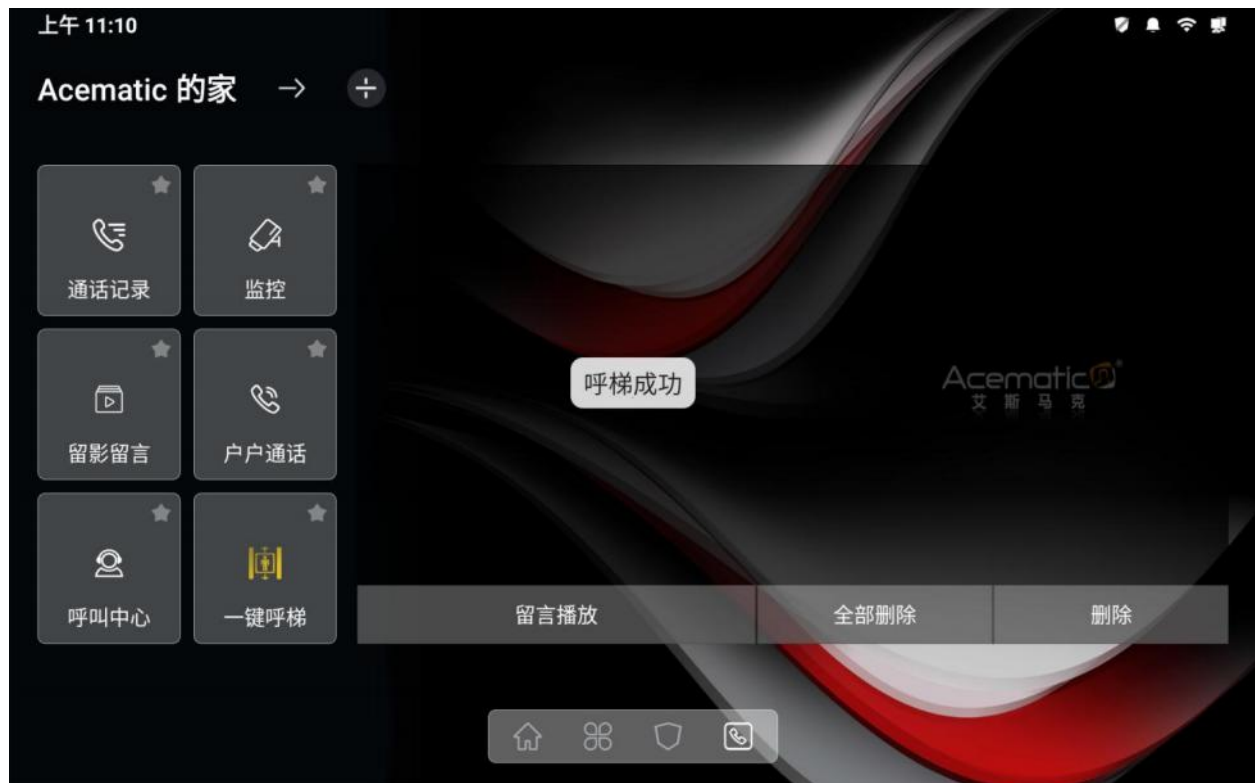 上午 11:10
Acematic 的家
通话记录
监控
留影留言
户户通话
呼叫中心
一键呼梯
呼梯成功
Acematic
艾斯马克
留言播放
全部删除
删除